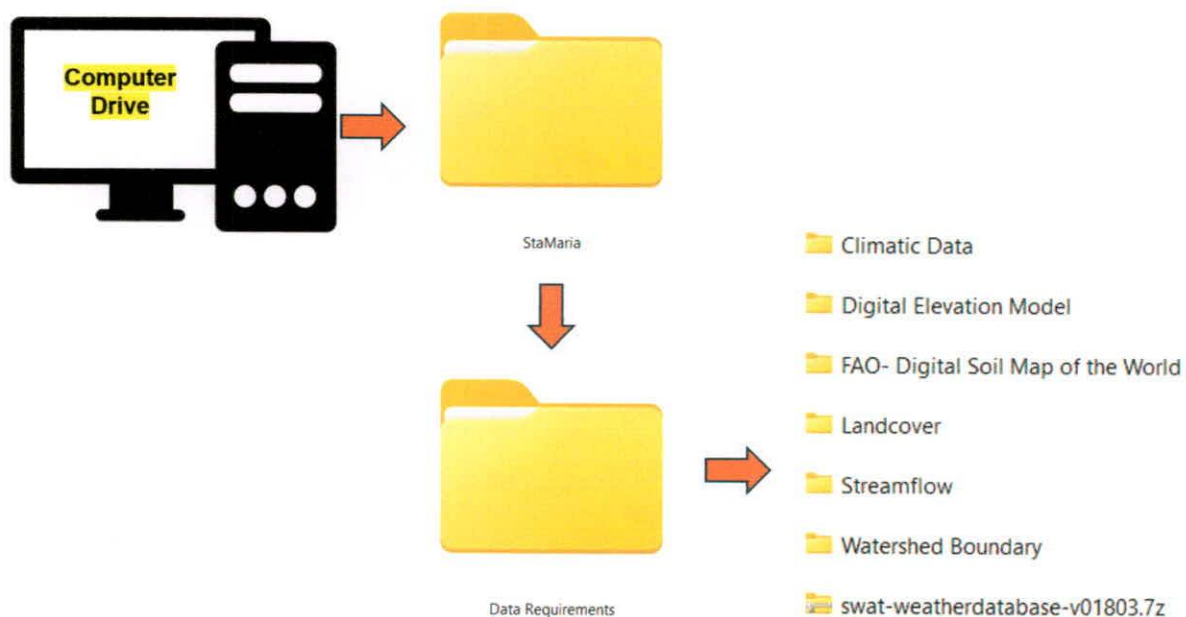 Computer
Drive
StaMaria
Data Requirements
Climatic Data
Digital Elevation Model
FAO- Digital Soil Map of the World
Landcover
Streamflow
Watershed Boundary
swat-weatherdatabase-v01803.7z